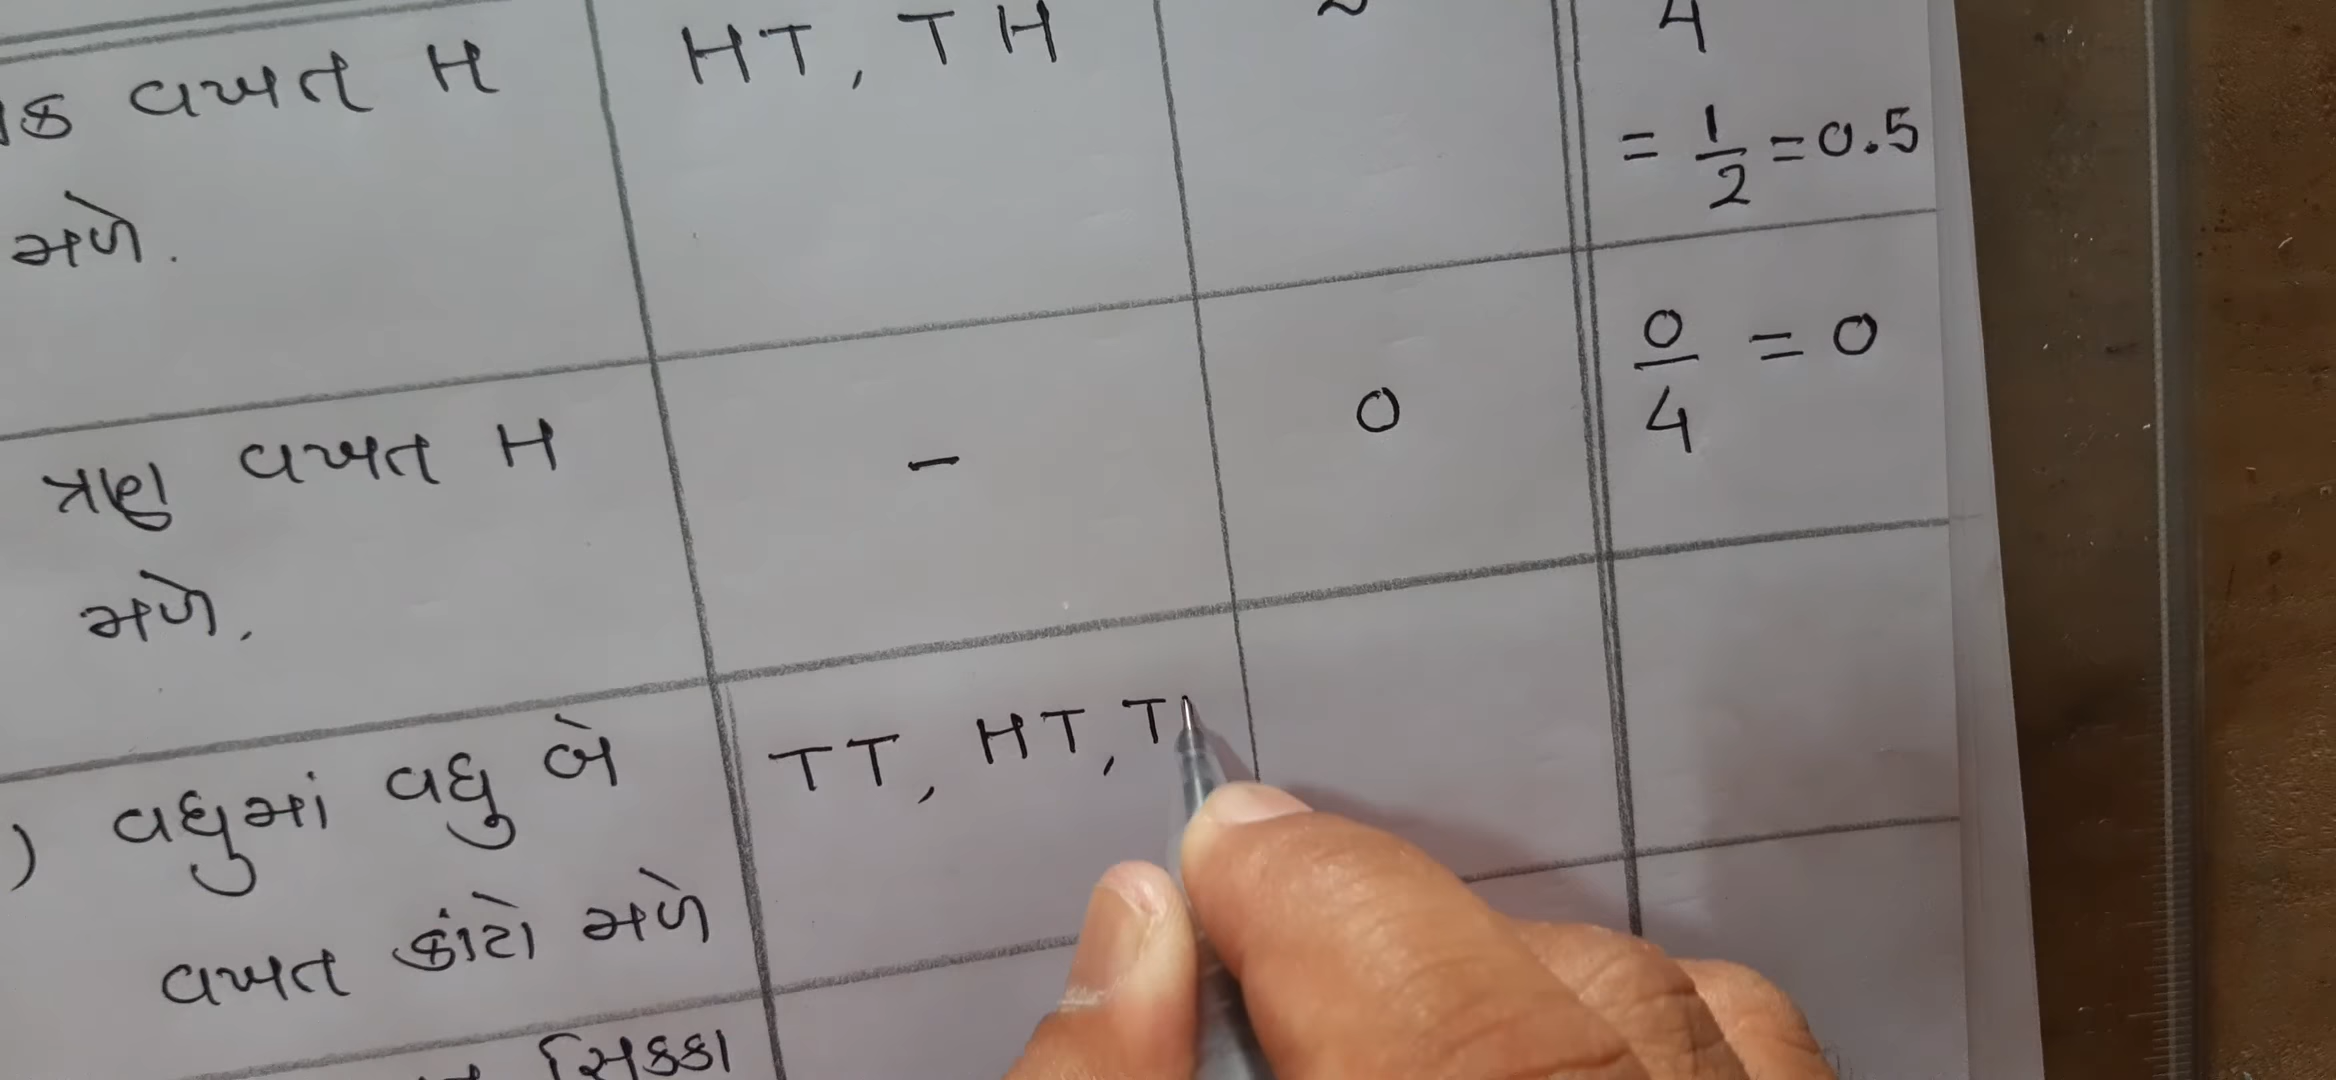 વખત H
HT, TH
4
= 1/2 = 0.5
મળે.
ત્રણ વખત H
-
0
0/4 = 0
મળે.
) વધુમાં વધુ બે
TT, HT, T
વખત કાંટો મળે
સિક્કા